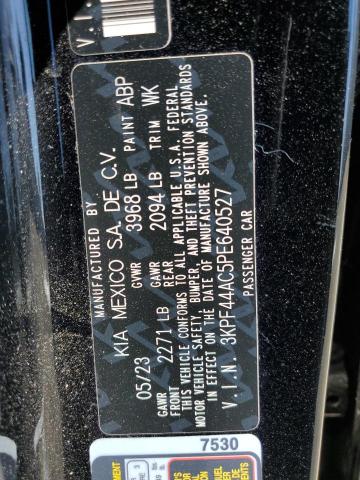 MANUFACTURED BY
KIA MEXICO S.A. DE C.V.
05/23 GVWR 3968 LB PAINT ABP
GAWR FRONT 2271 LB GAWR REAR 2094 LB TRIM WK
THIS VEHICLE CONFORMS TO ALL APPLICABLE U.S.A. FEDERAL
MOTOR VEHICLE SAFETY, BUMPER, AND THEFT PREVENTION STANDARDS
IN EFFECT ON THE DATE OF MANUFACTURE SHOWN ABOVE.
V.I.N. 3KPF44AC5PE640527
PASSENGER CAR
7530